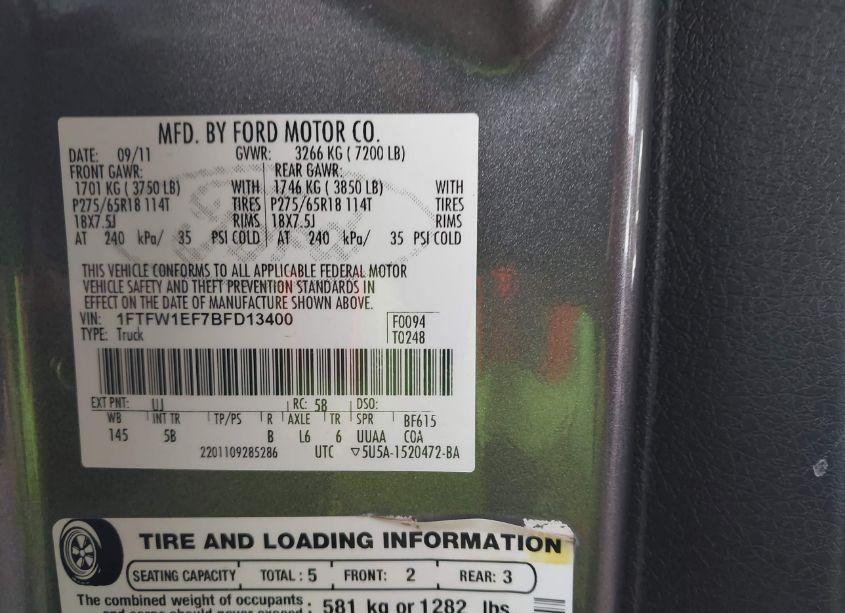 MFD. BY FORD MOTOR CO.
DATE: 09/11 GVWR: 3266 KG ( 7200 LB)
FRONT GAWR: REAR GAWR:
1701 KG ( 3750 LB) WITH 1746 KG ( 3850 LB) WITH
P275/65R18 114T TIRES P275/65R18 114T TIRES
18X7.5J RIMS 18X7.5J RIMS
AT 240 kPa/ 35 PSI COLD AT 240 kPa/ 35 PSI COLD
THIS VEHICLE CONFORMS TO ALL APPLICABLE FEDERAL MOTOR
VEHICLE SAFETY AND THEFT PREVENTION STANDARDS IN
EFFECT ON THE DATE OF MANUFACTURE SHOWN ABOVE.
VIN: 1FTFW1EF7BFD13400 F0094
TYPE: Truck T0248
EXT PNT: UJ RC: 58 DSO:
WB INT TR TP/PS R AXLE TR SPR BF615
145 5B B L6 6 UUAA COA
2201109285286 UTC ▽5U5A-1520472-BA
TIRE AND LOADING INFORMATION
SEATING CAPACITY TOTAL : 5 FRONT: 2 REAR: 3
The combined weight of occupants
and cargo should never exceed : 581 kg or 1282 lbs